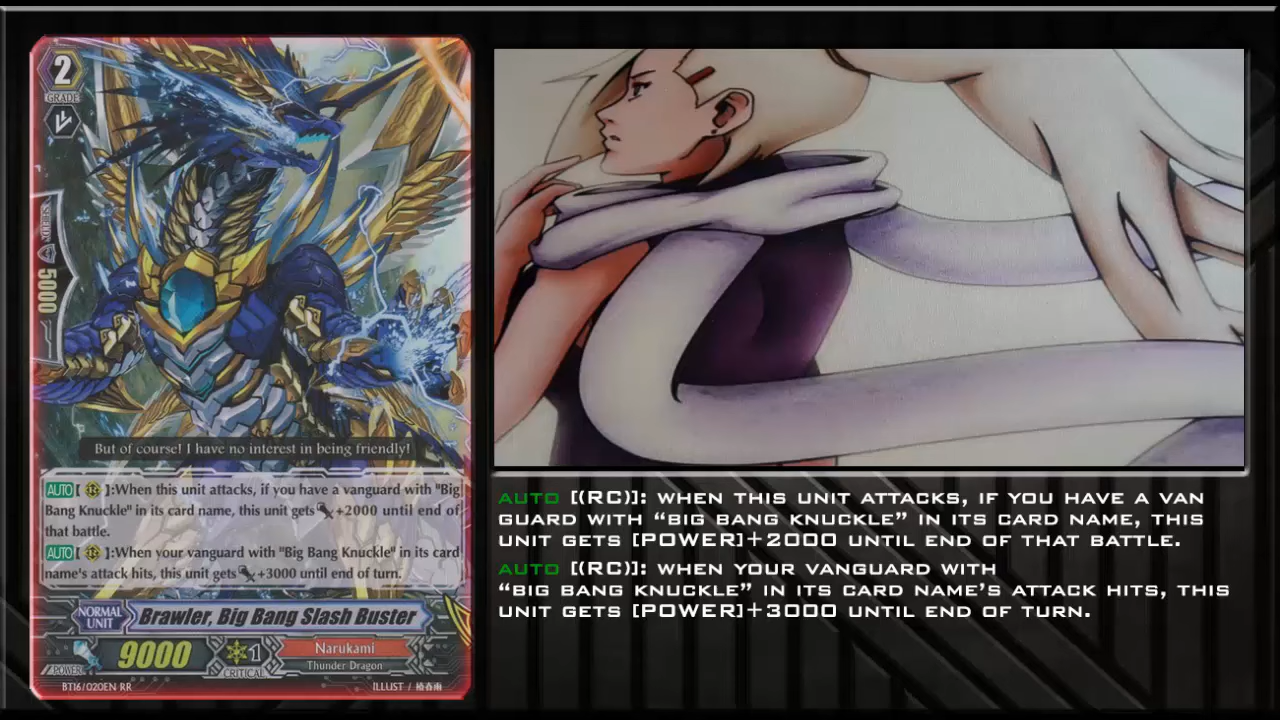 2
GRADE
SHIELD
5000
But of course! I have no interest in being friendly!
AUTO [ ]:When this unit attacks, if you have a vanguard with "Big
Bang Knuckle" in its card name, this unit gets +2000 until end of
that battle.
AUTO [ ]:When your vanguard with "Big Bang Knuckle" in its card
name's attack hits, this unit gets +3000 until end of turn.
NORMAL
UNIT
Brawler, Big Bang Slash Buster
POWER
9000
1
CRITICAL
Narukami
Thunder Dragon
BT16/020EN RR
ILLUST /
AUTO [(RC)]: WHEN THIS UNIT ATTACKS, IF YOU HAVE A VAN
GUARD WITH “BIG BANG KNUCKLE” IN ITS CARD NAME, THIS
UNIT GETS [POWER]+2000 UNTIL END OF THAT BATTLE.
AUTO [(RC)]: WHEN YOUR VANGUARD WITH
“BIG BANG KNUCKLE” IN ITS CARD NAME’S ATTACK HITS, THIS
UNIT GETS [POWER]+3000 UNTIL END OF TURN.